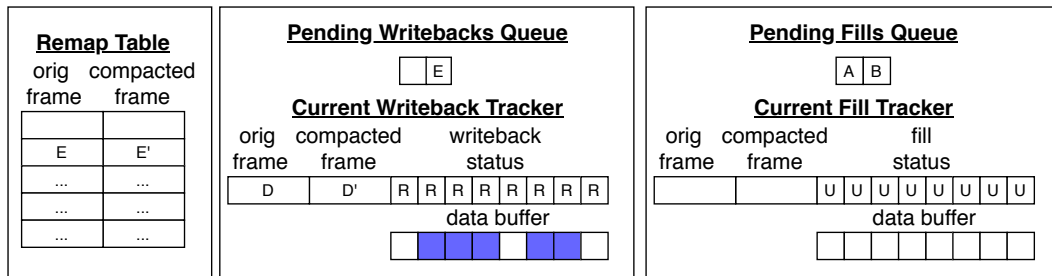 Remap Table
orig compacted
frame frame
E E'
... ...
... ...
... ...
Pending Writebacks Queue
E
Current Writeback Tracker
orig compacted writeback
frame frame status
D D' R R R R R R R R
data buffer
Pending Fills Queue
A B
Current Fill Tracker
orig compacted fill
frame frame status
U U U U U U U U
data buffer